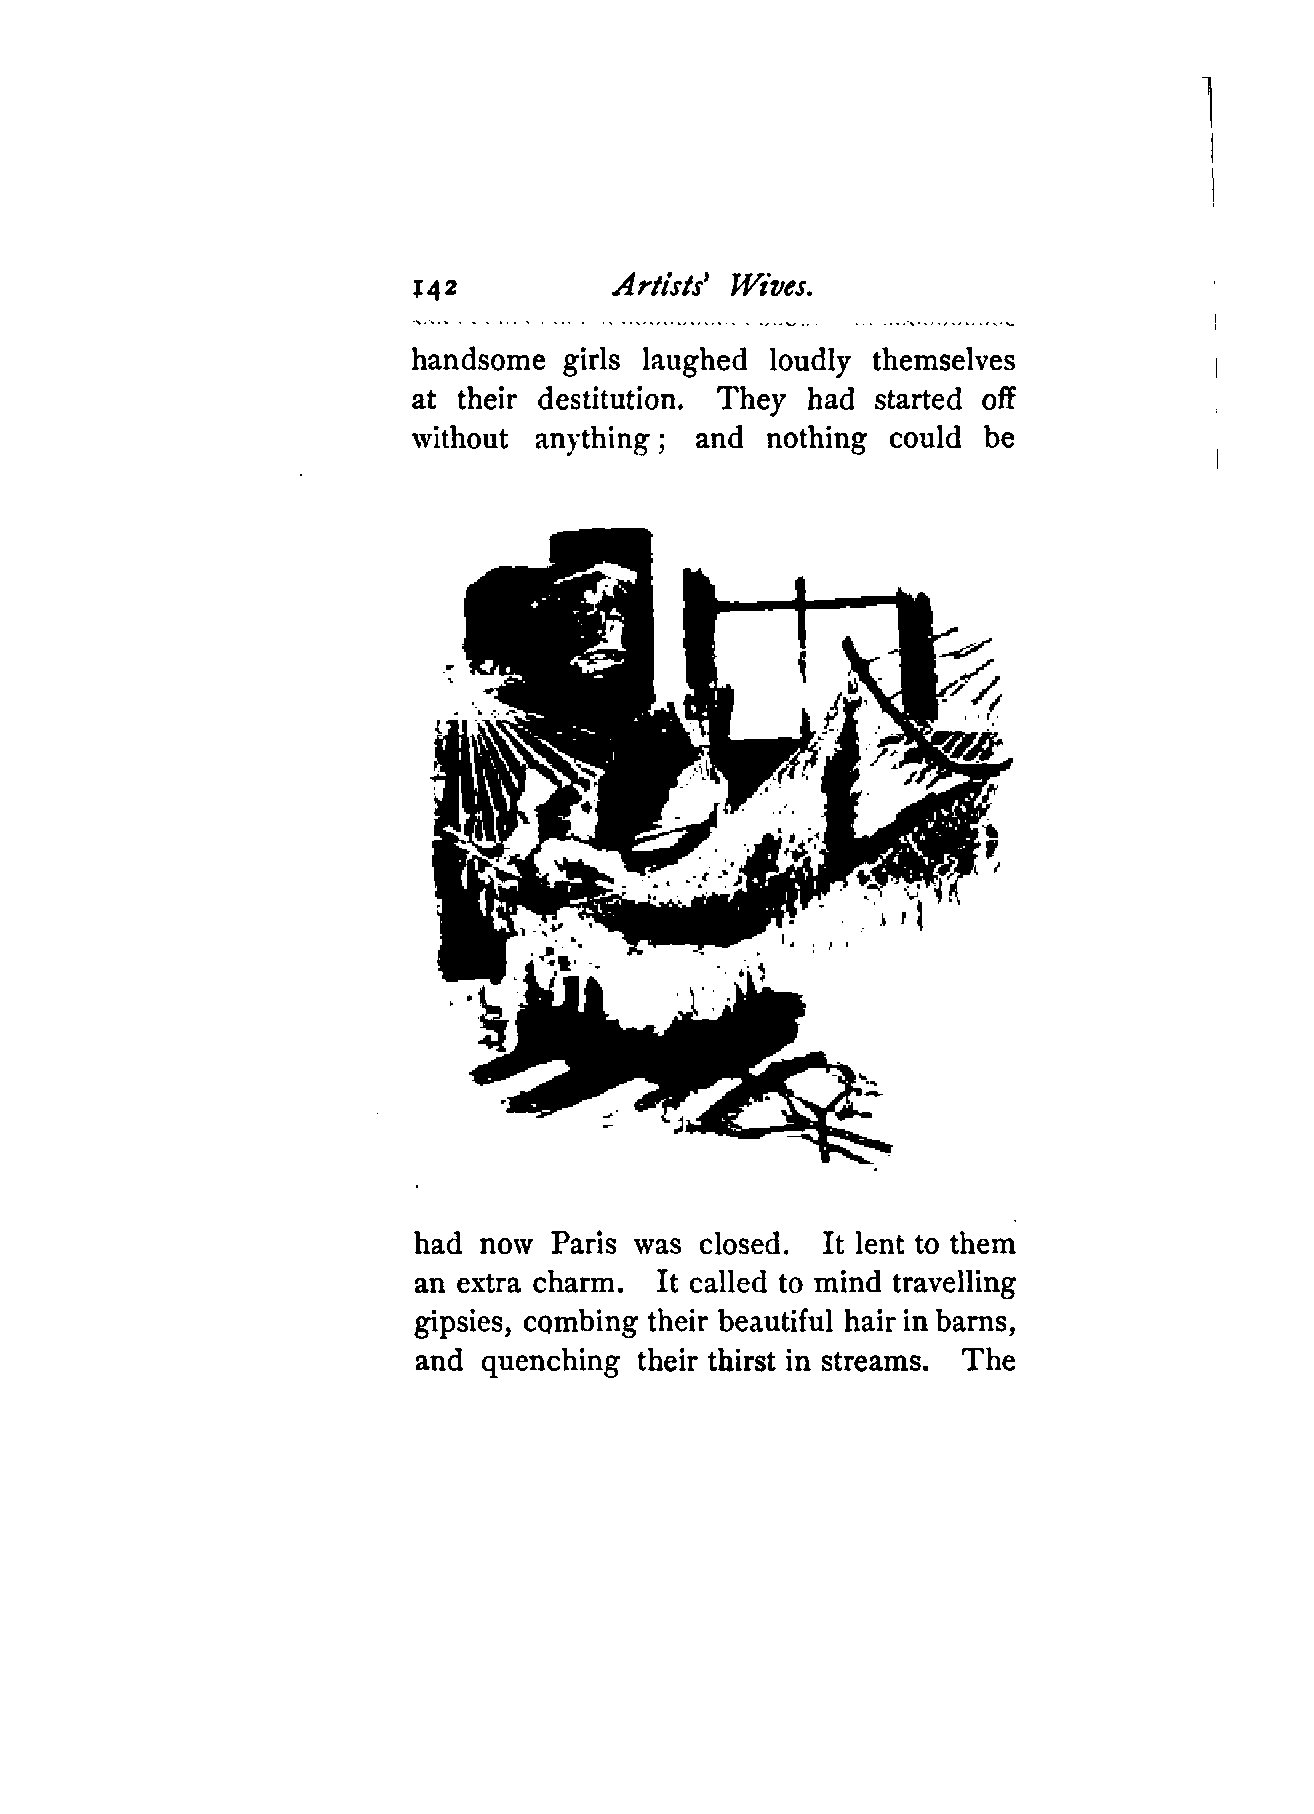 142 Artists' Wives.
handsome girls laughed loudly themselves
at their destitution. They had started off
without anything; and nothing could be
had now Paris was closed. It lent to them
an extra charm. It called to mind travelling
gipsies, combing their beautiful hair in barns,
and quenching their thirst in streams. The